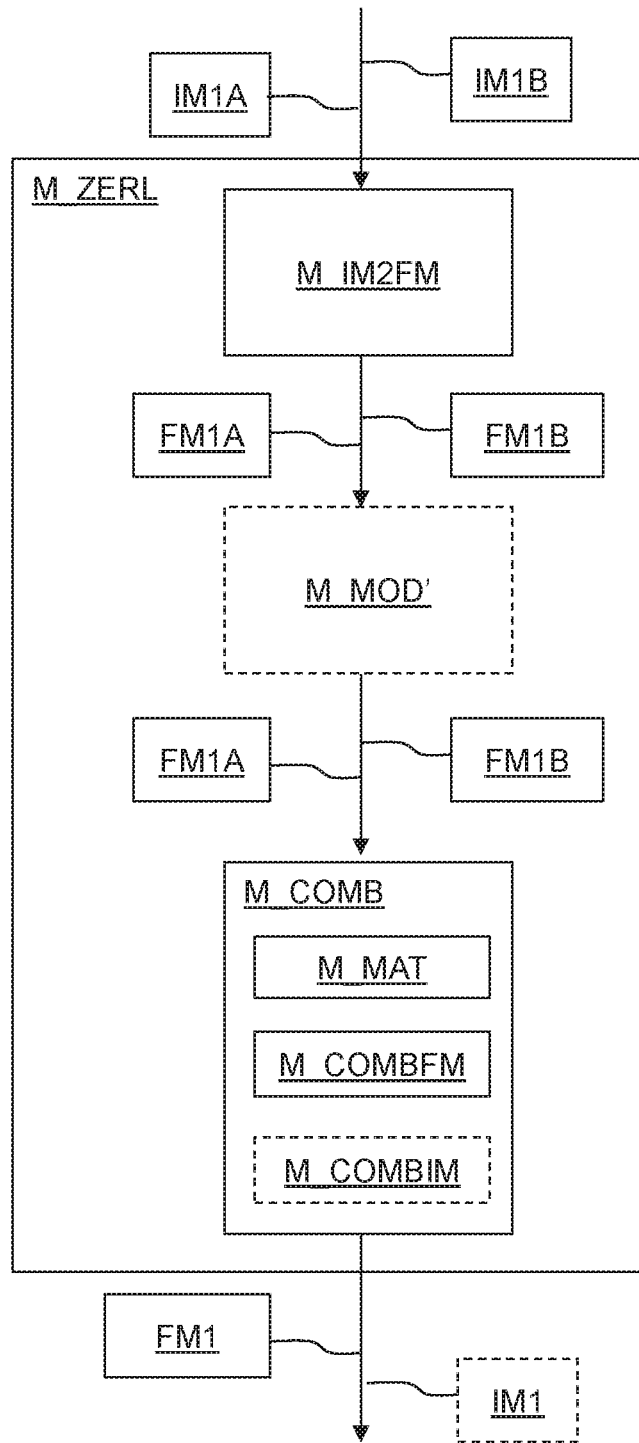 IM1A
IM1B
M_ZERL
M_IM2FM
FM1A
FM1B
M_MOD'
FM1A
FM1B
M_COMB
M_MAT
M_COMBFM
M_COMBIM
FM1
IM1